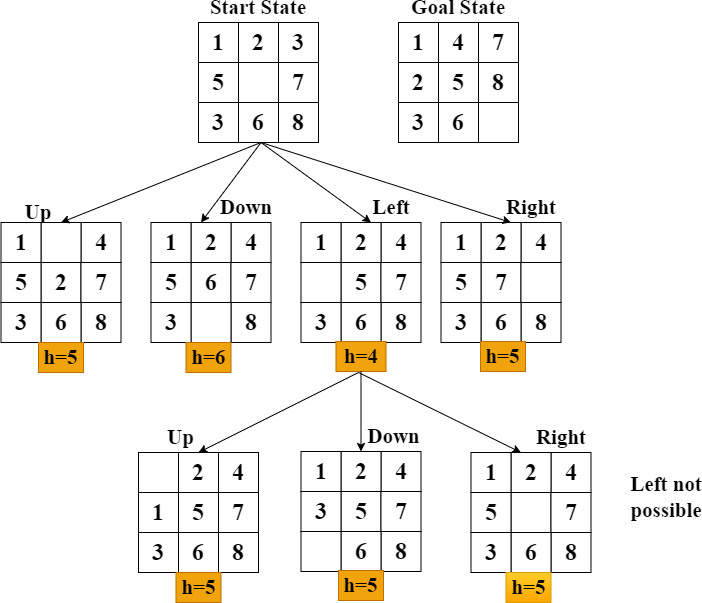 Start State Goal State
1 2 3 1 4 7
5 7 2 5 8
3 6 8 3 6
Up Down Left Right
1 4 1 2 4 1 2 4 1 2 4
5 2 7 5 6 7 5 7 5 7
3 6 8 3 8 3 6 8 3 6 8
h=5 h=6 h=4 h=5
Up Down Right
2 4 1 2 4 1 2 4
1 5 7 3 5 7 5 7
3 6 8 6 8 3 6 8
h=5 h=5 h=5
Left not
possible